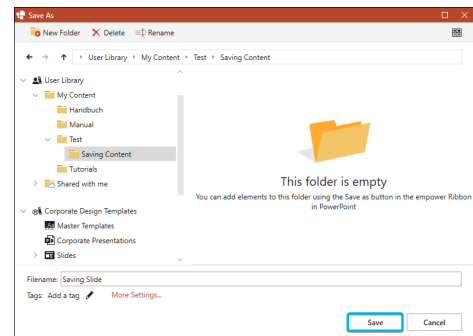 Save As
New Folder Delete Rename
User Library My Content Test Saving Content
User Library
My Content
Handbuch
Manual
Test
Saving Content
Tutorials
Shared with me
Corporate Design Templates
Master Templates
Corporate Presentations
Slides
This folder is empty
You can add elements to this folder using the Save as button in the empower Ribbon
in PowerPoint
Filename: Saving Slide
Tags: Add a tag More Settings...
Save Cancel